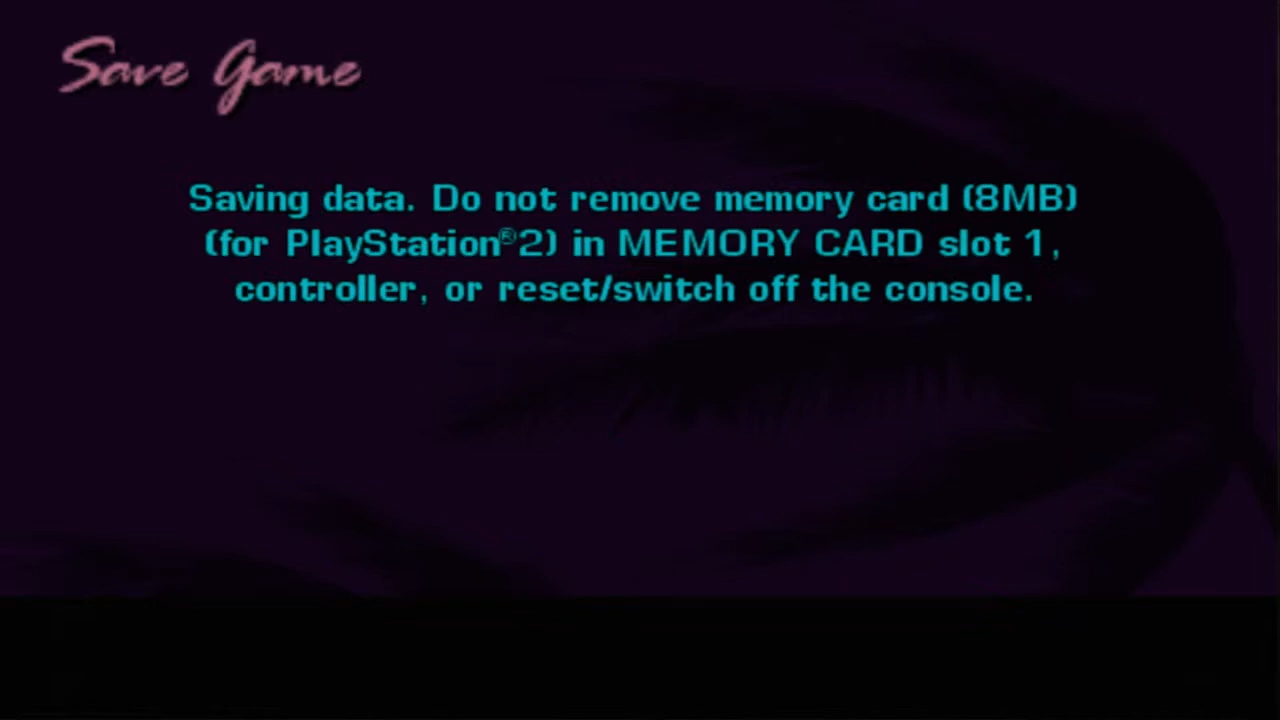 Save Game
Saving data. Do not remove memory card (8MB)
(for PlayStation®2) in MEMORY CARD slot 1,
controller, or reset/switch off the console.